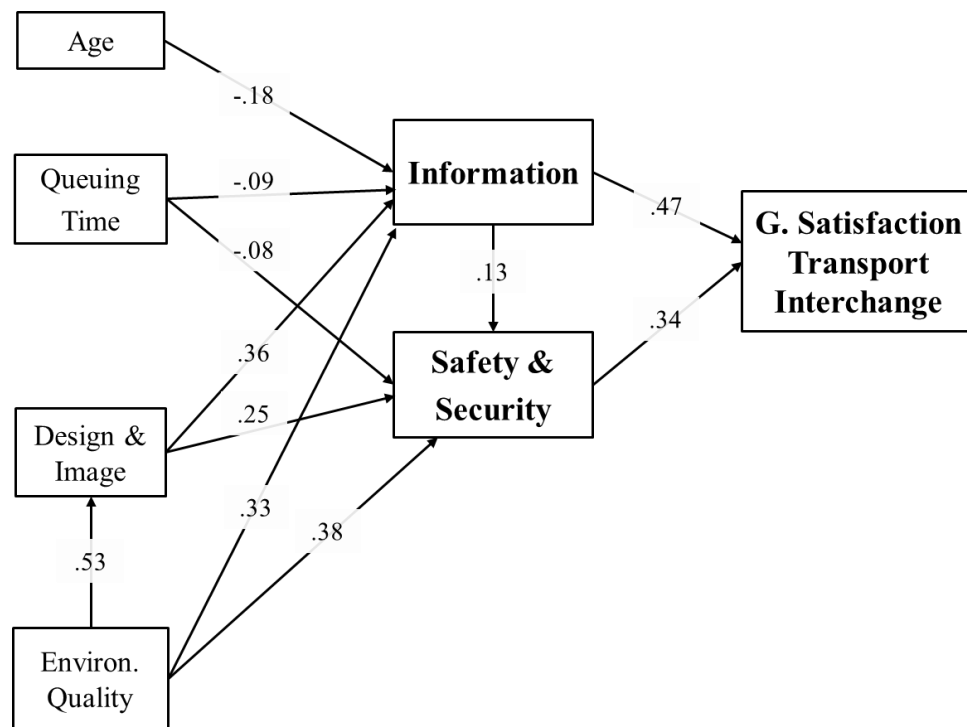 Age
-.18
Queuing
Time
-.09
-.08
Information
.47
G. Satisfaction
Transport
Interchange
.13
.34
.36
Safety &
Security
.25
Design &
Image
.33
.38
.53
Environ.
Quality